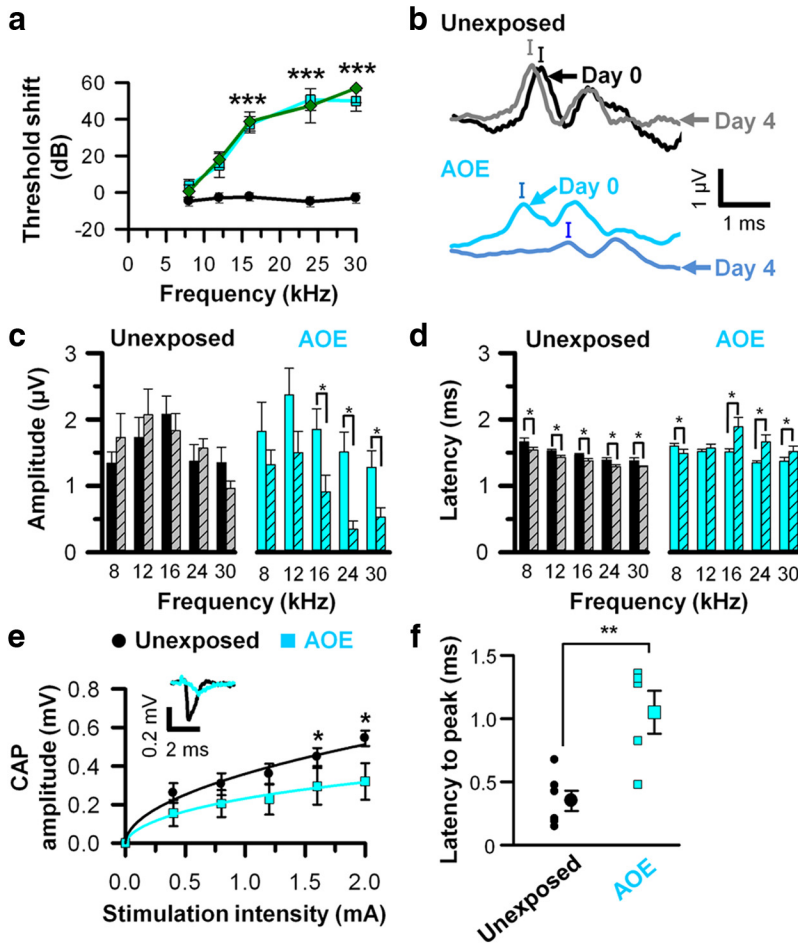 a
Threshold shift
(dB)
60
40
20
0
-20
*** *** ***
0 5 10 15 20 25 30
Frequency (kHz)
b
Unexposed
I I
Day 0
Day 4
AOE
I
Day 0
I
Day 4
1 µV
1 ms
c
Unexposed AOE
Amplitude (µV)
3
2
1
0
* * *
8 12 16 24 30 8 12 16 24 30
Frequency (kHz)
d
Unexposed AOE
Latency (ms)
3
2
1
0
* * * * * * * * *
8 12 16 24 30 8 12 16 24 30
Frequency (kHz)
e
Unexposed AOE
CAP
amplitude (mV)
0.8
0.6
0.4
0.2
0.0
0.2 mV
2 ms
* *
0.0 0.5 1.0 1.5 2.0
Stimulation intensity (mA)
f
Latency to peak (ms)
1.5
1.0
0.5
0
**
Unexposed
AOE